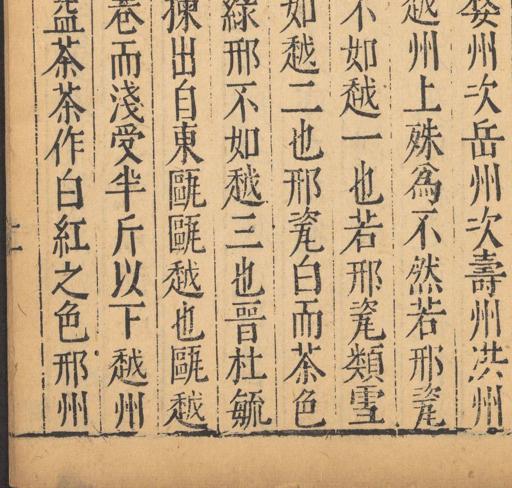 婺州次岳州次壽州洪州
越州上殊為不然若邢瓷
不如越一也若邢瓷類雪
如越二也邢瓷白而茶色
綠邢不如越三也晉杜毓
揀出自東甌甌越也甌越
卷而淺受半斤以下越州
盌茶茶作白紅之色邢州